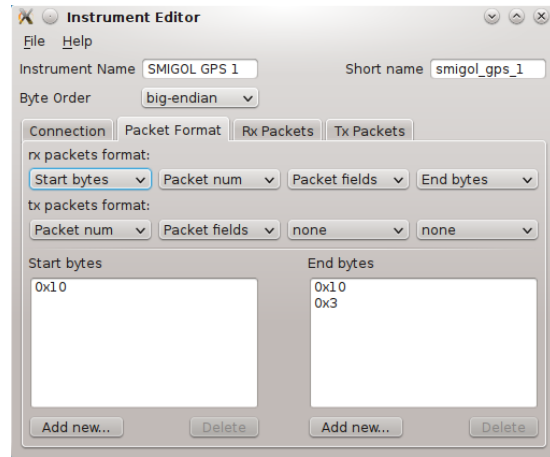 Instrument Editor
File Help
Instrument Name SMIGOL GPS 1 Short name smigol_gps_1
Byte Order big-endian
Connection Packet Format Rx Packets Tx Packets
rx packets format:
Start bytes Packet num Packet fields End bytes
tx packets format:
Packet num Packet fields none none
Start bytes End bytes
0x10 0x10
0x3
Add new... Delete Add new... Delete